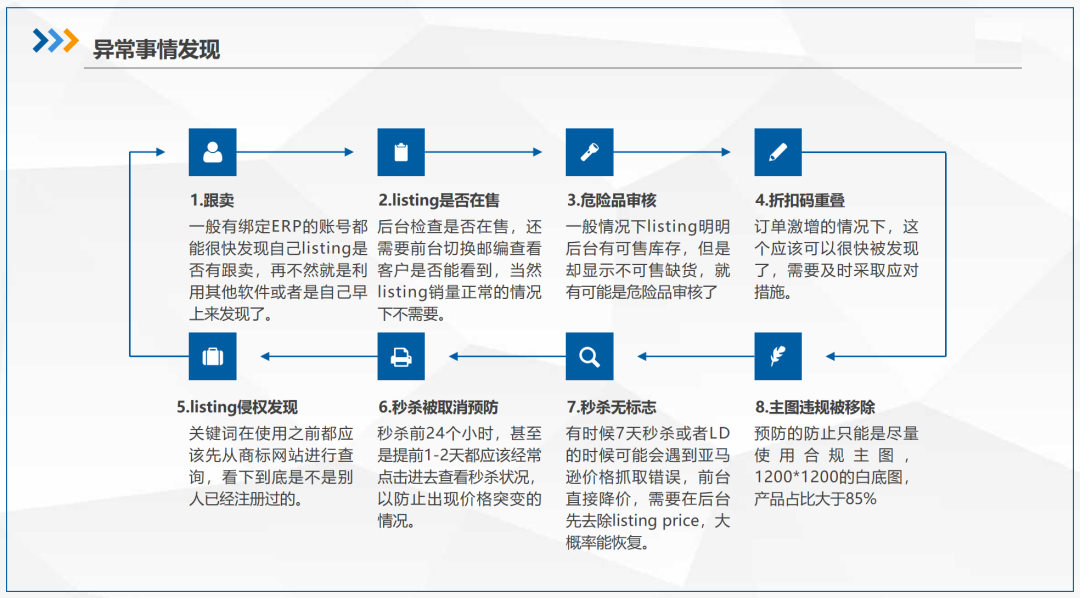 异常事情发现
1.跟卖
一般有绑定ERP的账号都
能很快发现自己listing是
否有跟卖，再不然就是利
用其他软件或者是自己早
上来发现了。
2.listing是否在售
后台检查是否在售，还
需要前台切换邮编查看
客户是否能看到，当然
listing销量正常的情况
下不需要。
3.危险品审核
一般情况下listing明明
后台有可售库存，但是
却显示不可售缺货，就
有可能是危险品审核了
4.折扣码重叠
订单激增的情况下，这
个应该可以很快被发现
了，需要及时采取应对
措施。
5.listing侵权发现
关键词在使用之前都应
该先从商标网站进行查
询，看下到底是不是别
人已经注册过的。
6.秒杀被取消预防
秒杀前24个小时，甚至
是提前1-2天都应该经常
点击进去查看秒杀状况，
以防止出现价格突变的
情况。
7.秒杀无标志
有时候7天秒杀或者LD
的时候可能会遇到亚马
逊价格抓取错误，前台
直接降价，需要在后台
先去除listing price，大
概率能恢复。
8.主图违规被移除
预防的防止只能是尽量
使用合规主图，
1200*1200的白底图，
产品占比大于85%